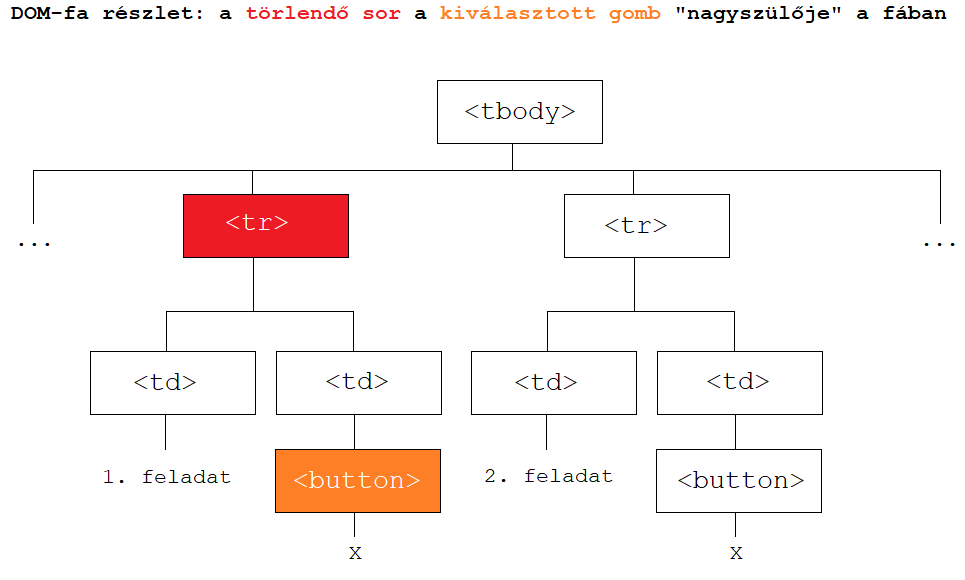 DOM-fa részlet: a törlendő sor a kiválasztott gomb "nagyszülője" a fában
<tbody>
... <tr> <tr> ...
<td> <td> <td> <td>
1. feladat <button> 2. feladat <button>
X X